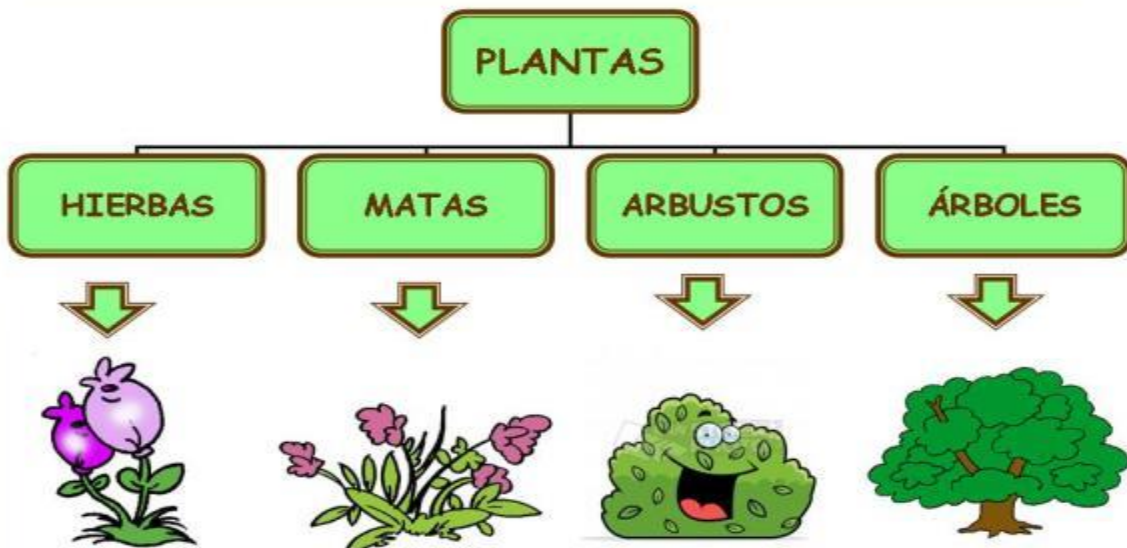 PLANTAS
HIERBAS
MATAS
ARBUSTOS
ÁRBOLES